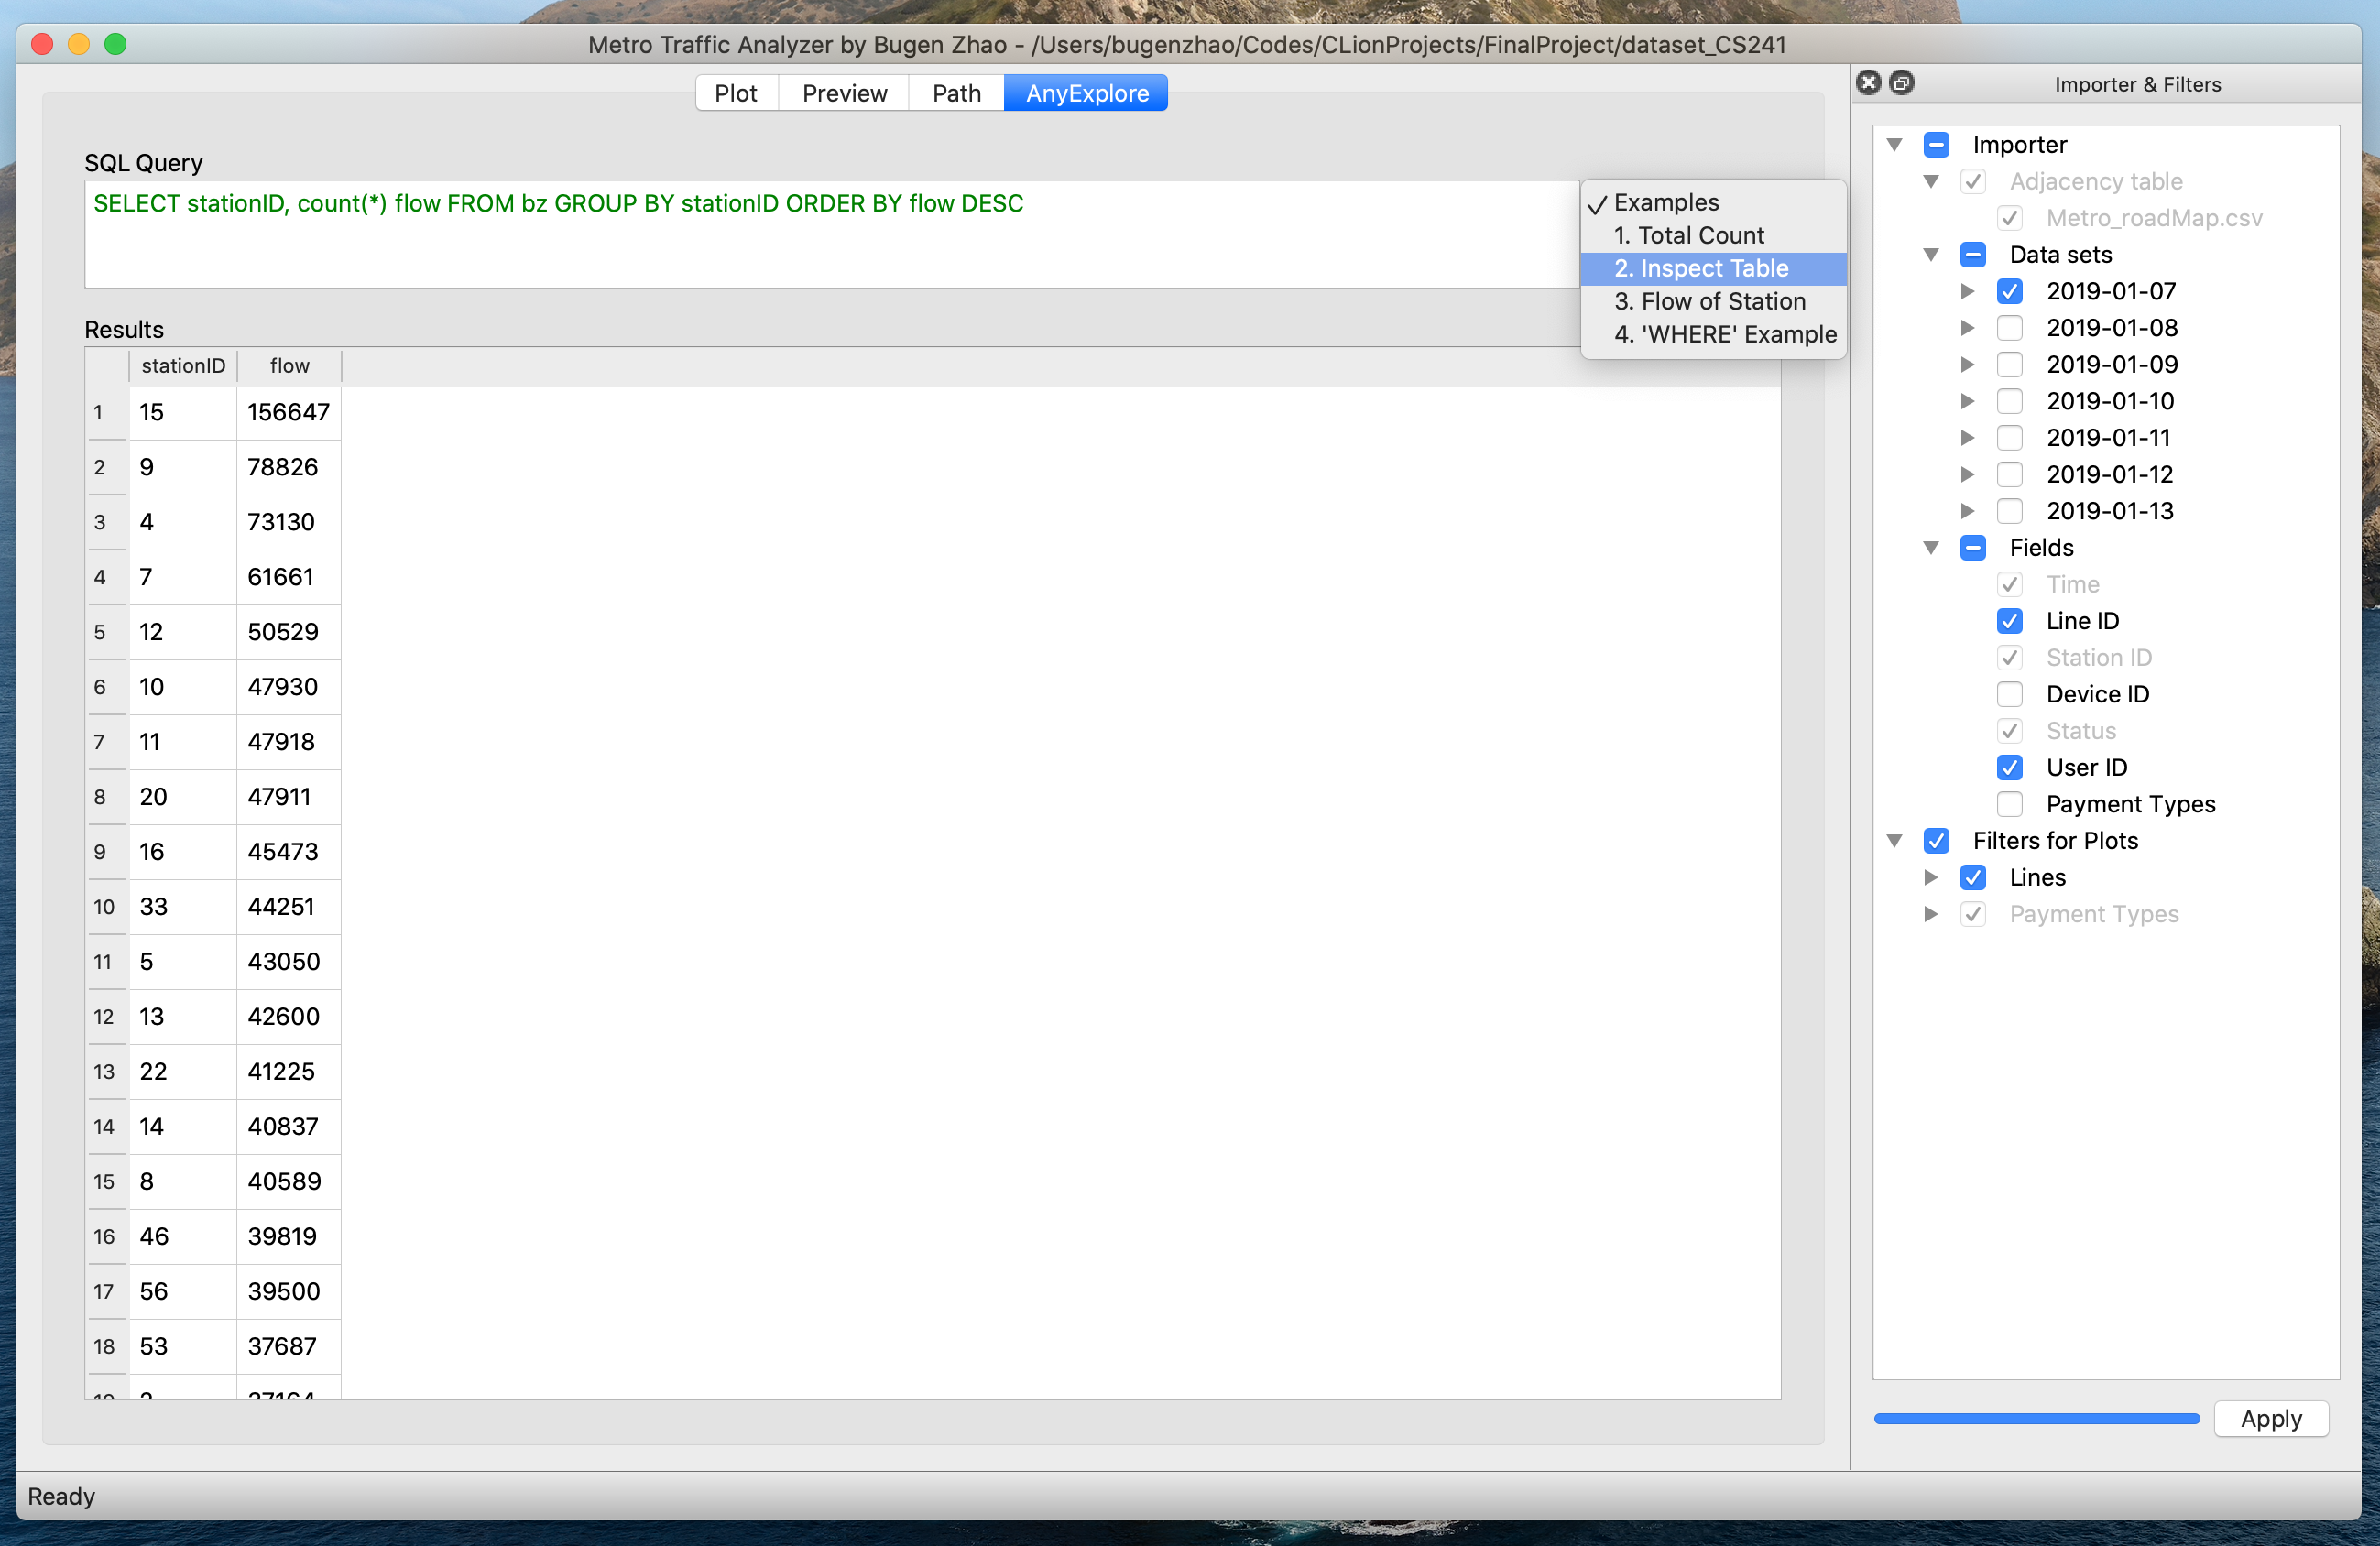 Metro Traffic Analyzer by Bugen Zhao - /Users/bugenzhao/Codes/CLionProjects/FinalProject/dataset_CS241
Plot Preview Path AnyExplore
SQL Query
SELECT stationID, count(*) flow FROM bz GROUP BY stationID ORDER BY flow DESC
Examples
1. Total Count
2. Inspect Table
3. Flow of Station
4. 'WHERE' Example
Results
stationID flow
1 15 156647
2 9 78826
3 4 73130
4 7 61661
5 12 50529
6 10 47930
7 11 47918
8 20 47911
9 16 45473
10 33 44251
11 5 43050
12 13 42600
13 22 41225
14 14 40837
15 8 40589
16 46 39819
17 56 39500
18 53 37687
19 2 37164
Importer & Filters
Importer
Adjacency table
Metro_roadMap.csv
Data sets
2019-01-07
2019-01-08
2019-01-09
2019-01-10
2019-01-11
2019-01-12
2019-01-13
Fields
Time
Line ID
Station ID
Device ID
Status
User ID
Payment Types
Filters for Plots
Lines
Payment Types
Apply
Ready